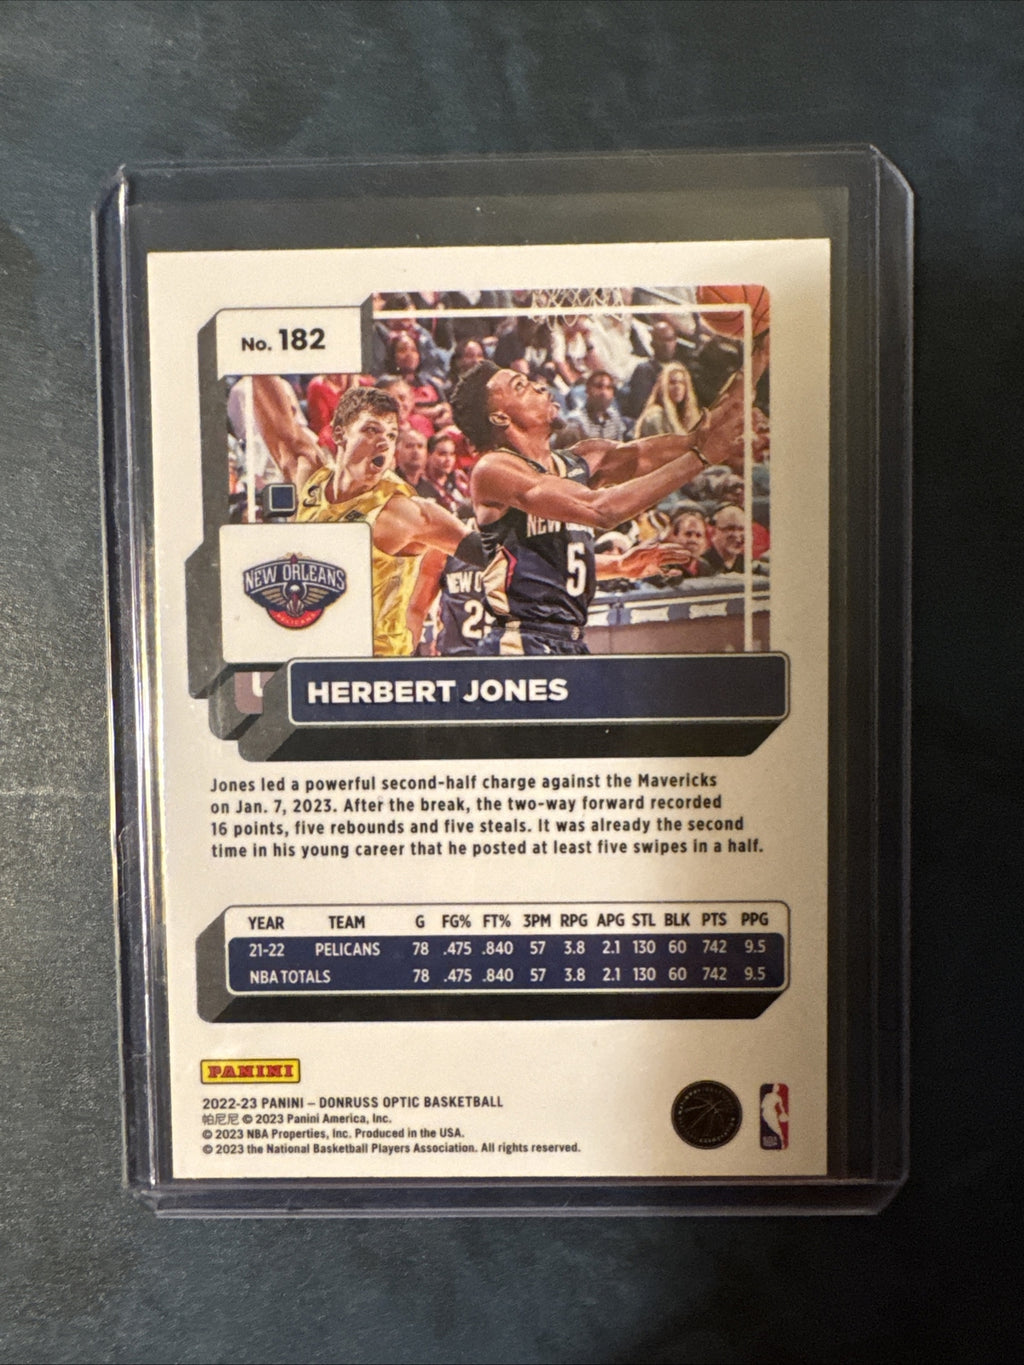 No. 182
NEW ORLEANS
PELICANS
NEW
5
NEW
2
HERBERT JONES
Jones led a powerful second-half charge against the Mavericks
on Jan. 7, 2023. After the break, the two-way forward recorded
16 points, five rebounds and five steals. It was already the second
time in his young career that he posted at least five swipes in a half.
YEAR TEAM G FG% FT% 3PM RPG APG STL BLK PTS PPG
21-22 PELICANS 78 .475 .840 57 3.8 2.1 130 60 742 9.5
NBA TOTALS 78 .475 .840 57 3.8 2.1 130 60 742 9.5
PANINI
2022-23 PANINI – DONRUSS OPTIC BASKETBALL
帕尼尼 © 2023 Panini America, Inc.
© 2023 NBA Properties, Inc. Produced in the USA.
© 2023 the National Basketball Players Association. All rights reserved.
NBA